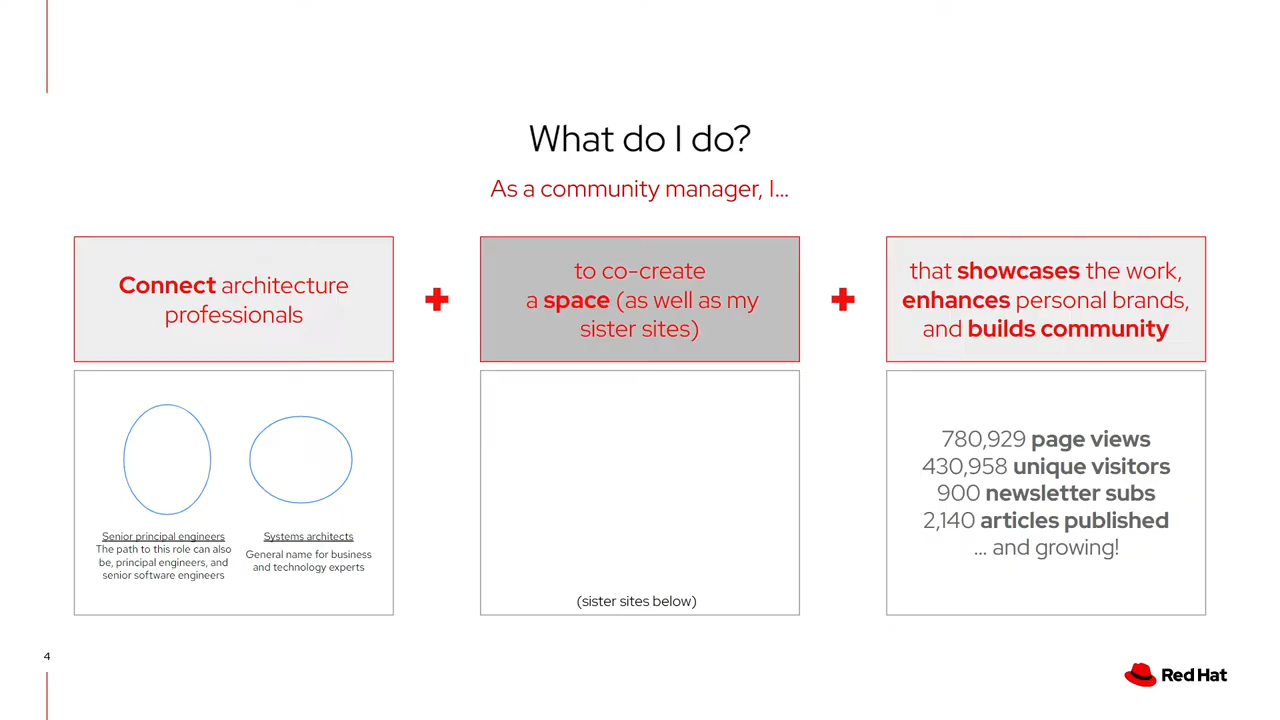 What do I do?
As a community manager, I...
Connect architecture
professionals
to co-create
a space (as well as my
sister sites)
that showcases the work,
enhances personal brands,
and builds community
Senior principal engineers
The path to this role can also
be, principal engineers, and
senior software engineers
Systems architects
General name for business
and technology experts
(sister sites below)
780,929 page views
430,958 unique visitors
900 newsletter subs
2,140 articles published
... and growing!
4
Red Hat